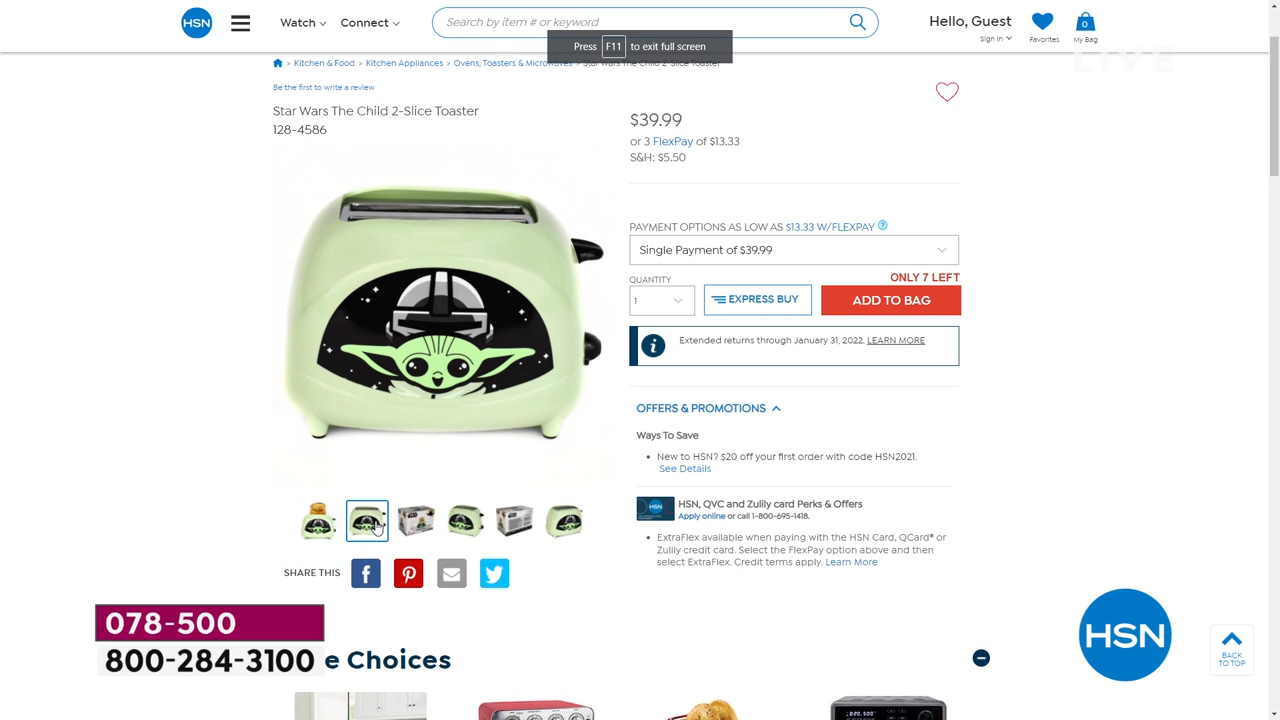 HSN
Watch
Connect
Search by item # or keyword
Hello, Guest
Sign In
Favorites
0
My Bag
Press F11 to exit full screen
LIVE
> Kitchen & Food > Kitchen Appliances > Ovens, Toasters & Microwaves > Star Wars The Child 2-Slice Toaster
Be the first to write a review
Star Wars The Child 2-Slice Toaster
128-4586
$39.99
or 3 FlexPay of $13.33
S&H: $5.50
PAYMENT OPTIONS AS LOW AS $13.33 W/FLEXPAY ?
Single Payment of $39.99
ONLY 7 LEFT
QUANTITY
1
EXPRESS BUY
ADD TO BAG
Extended returns through January 31, 2022. LEARN MORE
OFFERS & PROMOTIONS
Ways To Save
New to HSN? $20 off your first order with code HSN2021.
See Details
HSN, QVC and Zulily card Perks & Offers
Apply online or call 1-800-695-1418.
ExtraFlex available when paying with the HSN Card, QCard® or
Zulily credit card. Select the FlexPay option above and then
select ExtraFlex. Credit terms apply. Learn More
SHARE THIS
078-500
800-284-3100
e Choices
HSN
BACK
TO TOP